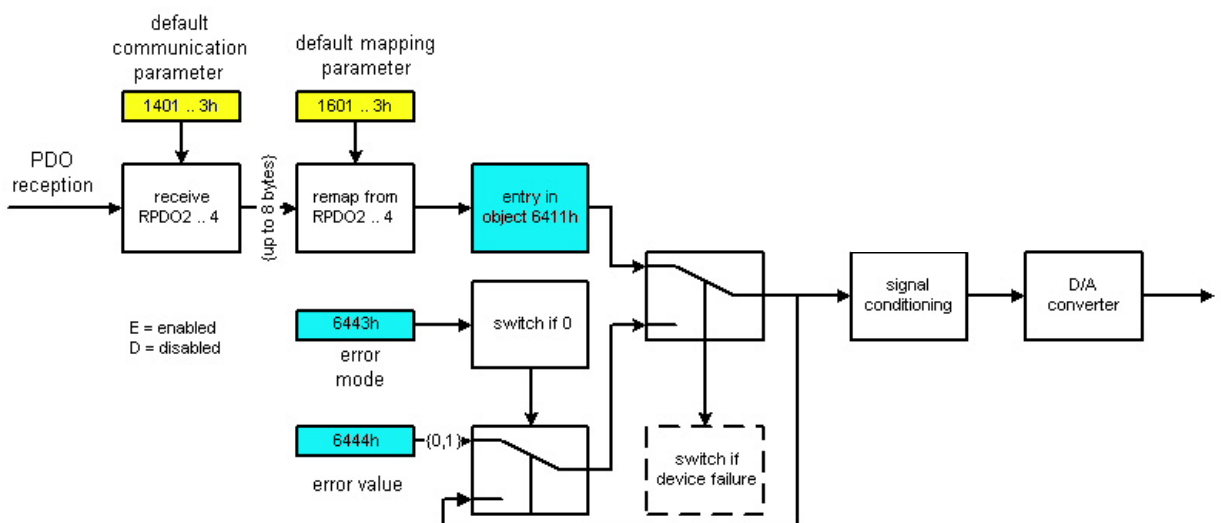 default
communication
parameter
default mapping
parameter
1401 .. 3h
1601 .. 3h
PDO
reception
receive
RPDO2 .. 4
{up to 8 bytes}
remap from
RPDO2 .. 4
entry in
object 6411h
E = enabled
D = disabled
6443h
error
mode
switch if 0
signal
conditioning
D/A
converter
6444h
{0,1}
error value
switch if
device failure